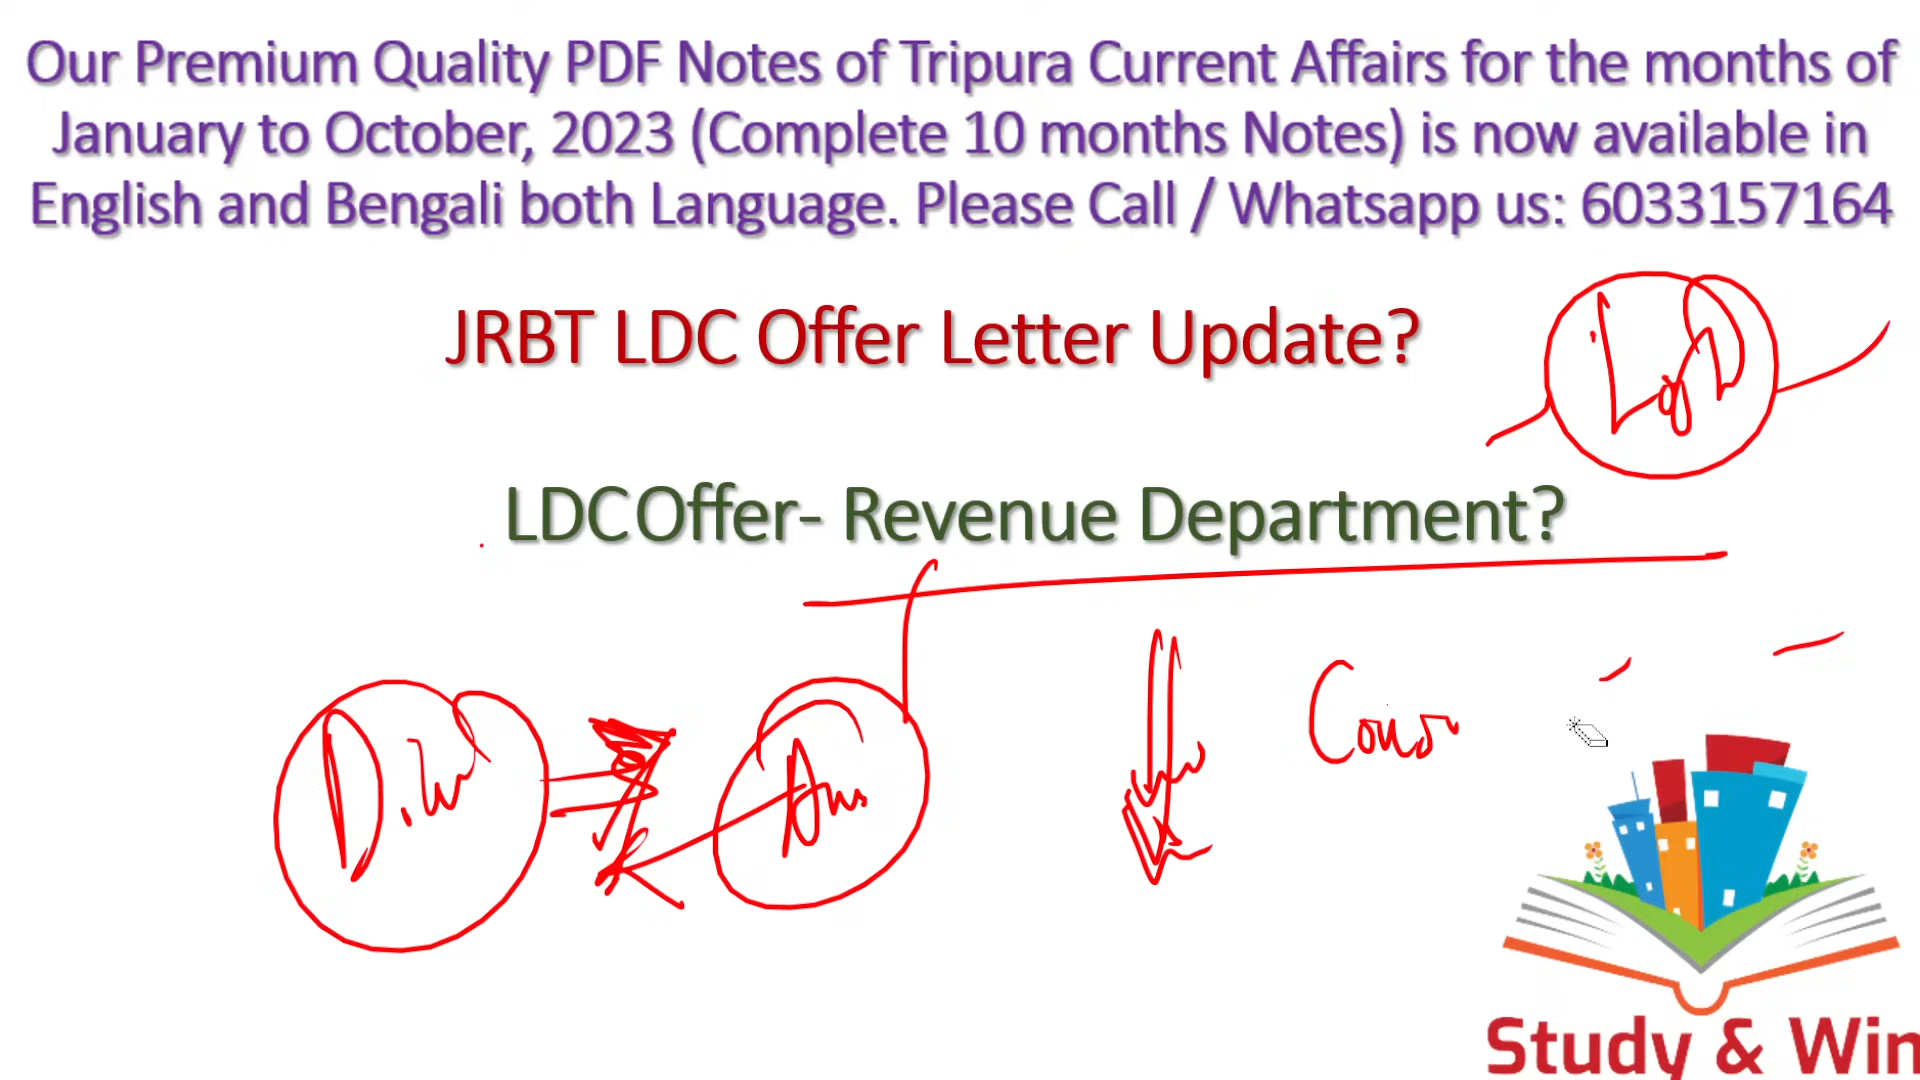 Our Premium Quality PDF Notes of Tripura Current Affairs for the months of
January to October, 2023 (Complete 10 months Notes) is now available in
English and Bengali both Language. Please Call / Whatsapp us: 6033157164
JRBT LDC Offer Letter Update?
LDC Offer- Revenue Department?
Study & Win